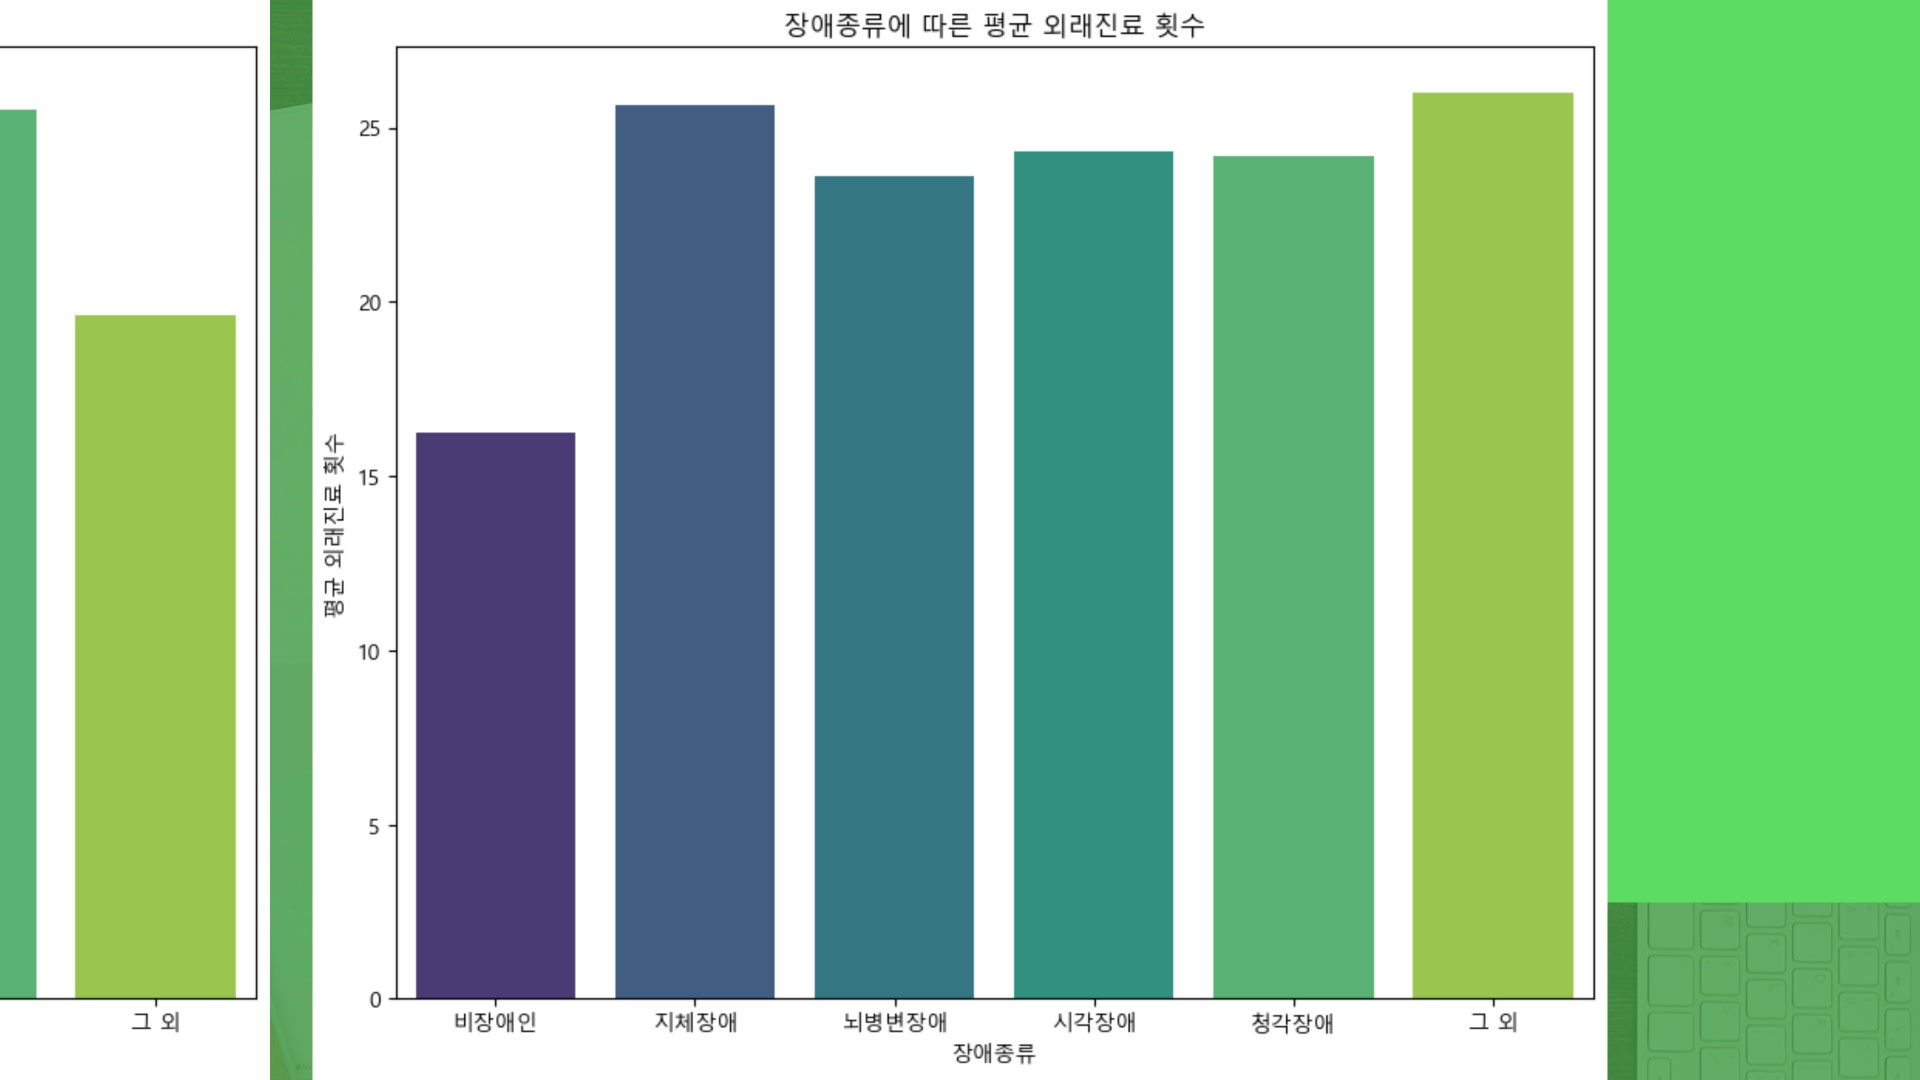 그 외
장애종류에 따른 평균 외래진료 횟수
평균 외래진료 횟수
25
20
15
10
5
0
비장애인 지체장애 뇌병변장애 시각장애 청각장애 그 외
장애종류